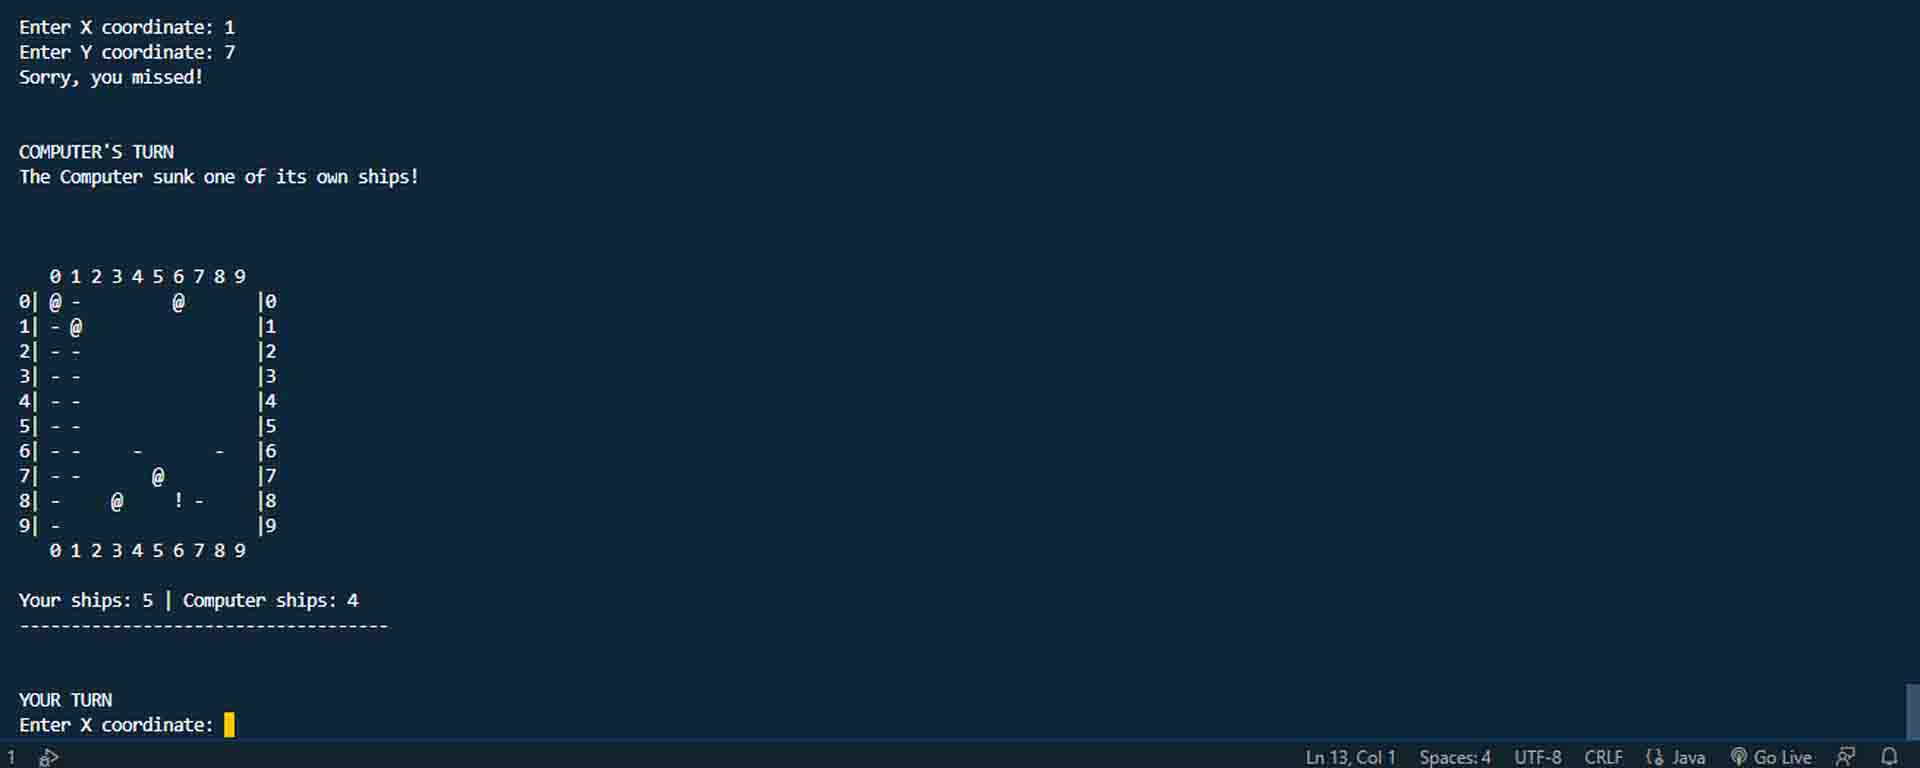 Enter X coordinate: 1
Enter Y coordinate: 7
Sorry, you missed!
COMPUTER'S TURN
The Computer sunk one of its own ships!
   0 1 2 3 4 5 6 7 8 9
0| @ -         @       |0
1| - @                 |1
2| - -                 |2
3| - -                 |3
4| - -                 |4
5| - -                 |5
6| - -     -       -   |6
7| - -       @         |7
8| -     @     ! -     |8
9| -                   |9
   0 1 2 3 4 5 6 7 8 9
Your ships: 5 | Computer ships: 4
------------------------------------
YOUR TURN
Enter X coordinate:
1 Ln 13, Col 1 Spaces: 4 UTF-8 CRLF Java Go Live